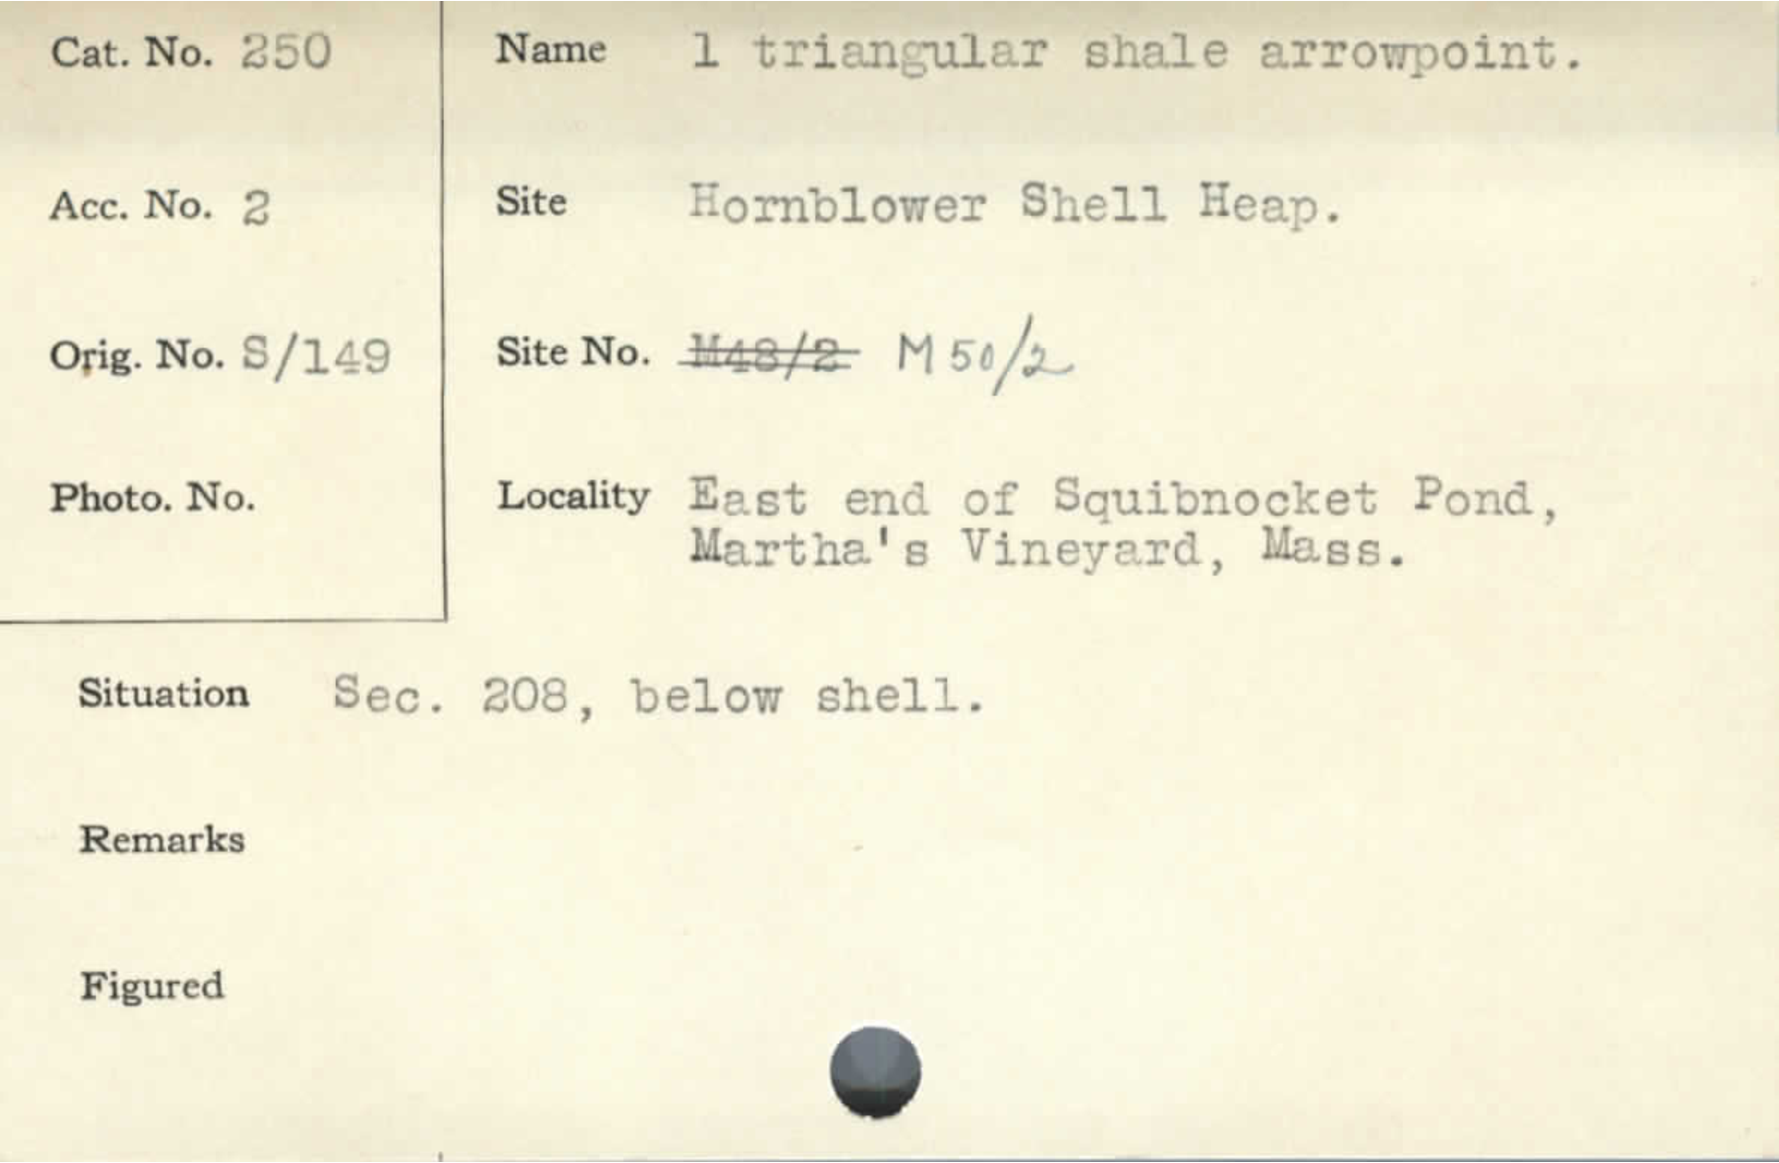 Cat. No. 250
Name 1 triangular shale arrowpoint.
Acc. No. 2
Site Hornblower Shell Heap.
Orig. No. S/149
Site No. M48/2 M50/2
Photo. No.
Locality East end of Squibnocket Pond,
Martha's Vineyard, Mass.
Situation Sec. 208, below shell.
Remarks
Figured